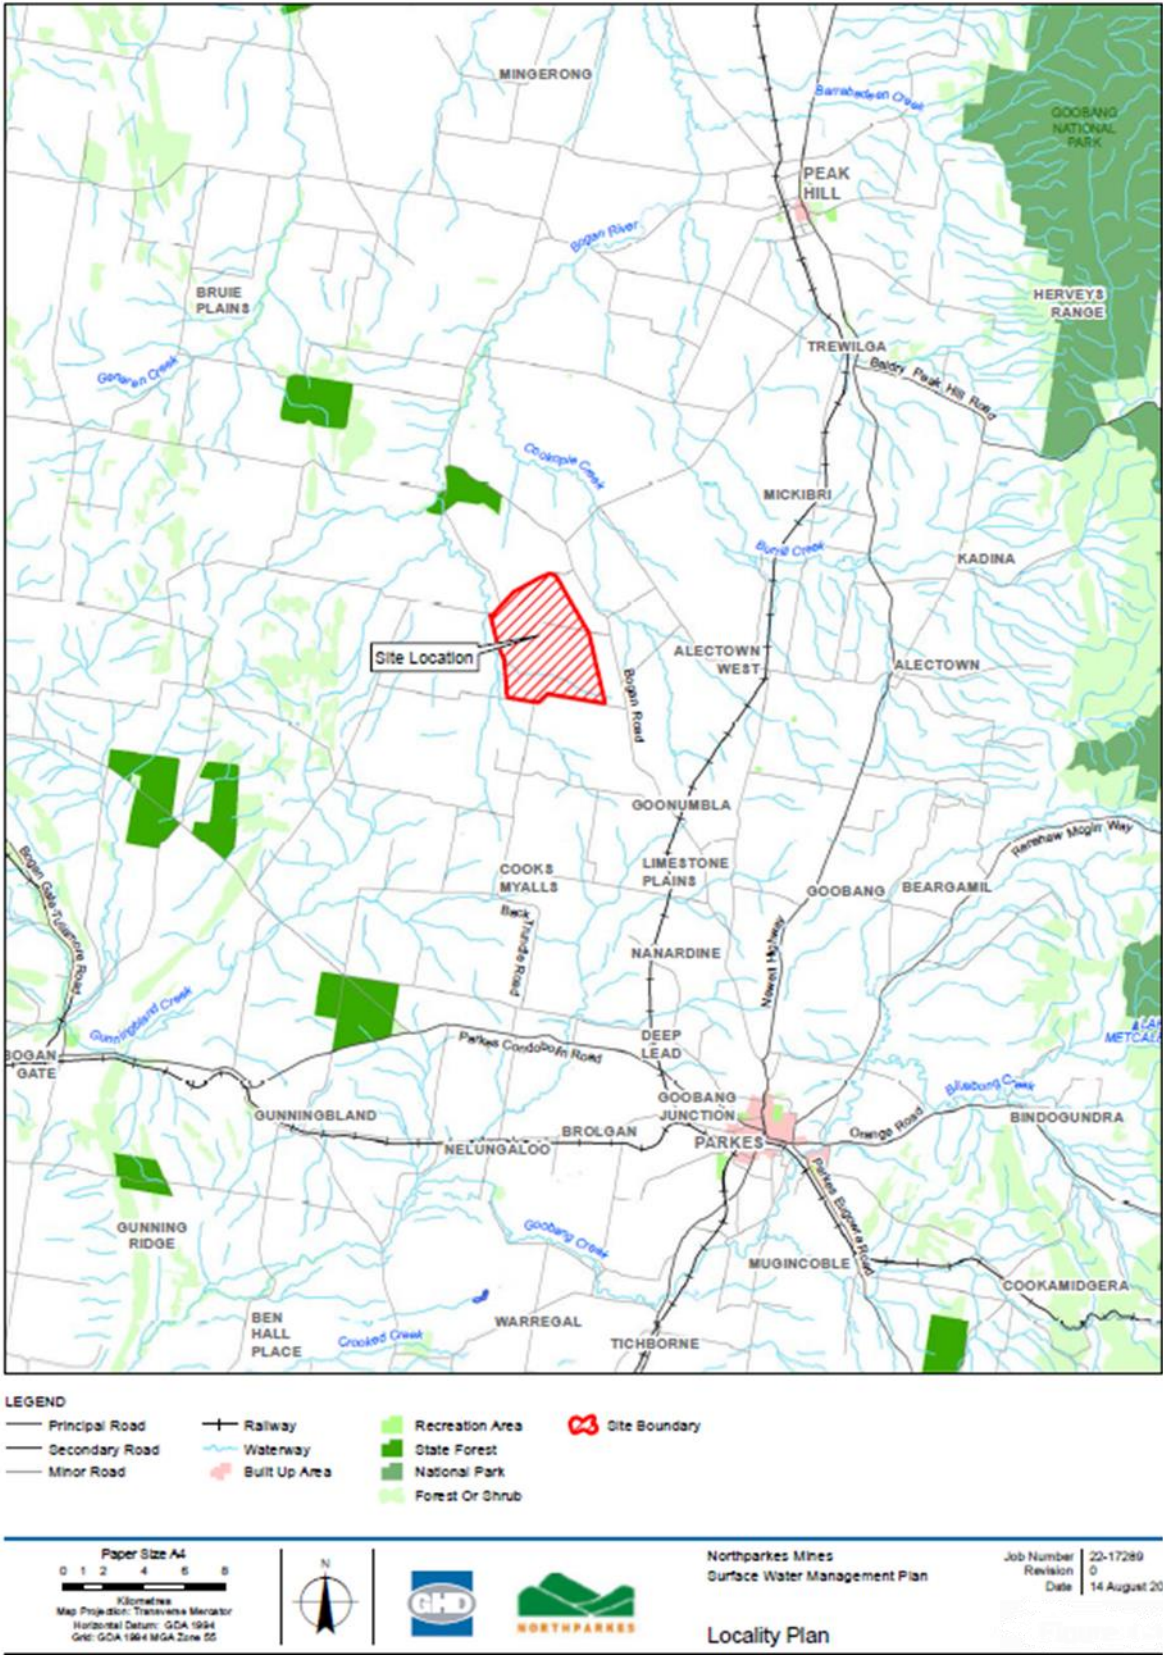 MINGERONG
Barrabadeen Creek
GOOBANG
NATIONAL
PARK
PEAK
HILL
Bogan River
BRUIE
PLAINS
HERVEYS
RANGE
TREWILGA
Genaren Creek
Baldry Peak Hill Road
Cookopie Creek
MICKIBRI
Burrill Creek
KADINA
Site Location
ALECTOWN
WEST
ALECTOWN
Bogan Road
GOONUMBLA
Renshaw Mcgirr Way
Bogan Gate-Tullamore Road
COOKS
MYALLS
LIMESTONE
PLAINS
GOOBANG
BEARGAMIL
Back Trundle Road
Newell Highway
NANARDINE
Gunningbland Creek
BOGAN
GATE
Parkes Condobolin Road
DEEP
LEAD
METCALF
GOOBANG
JUNCTION
Billabong Creek
GUNNINGBLAND
BROLGAN
NELUNGALOO
PARKES
Orange Road
BINDOGUNDRA
Parkes Eugowra Road
GUNNING
RIDGE
Goobang Creek
MUGINCOBLE
COOKAMIDGERA
BEN
HALL
PLACE
Crooked Creek
WARREGAL
TICHBORNE
LEGEND
Principal Road
Secondary Road
Minor Road
Railway
Waterway
Built Up Area
Recreation Area
State Forest
National Park
Forest Or Shrub
Site Boundary
Paper Size A4
0 1 2 4 6 8
Kilometres
Map Projection: Transverse Mercator
Horizontal Datum: GDA 1994
Grid: GDA 1994 MGA Zone 55
N
GHD
NORTHPARKES
Northparkes Mines
Surface Water Management Plan
Locality Plan
Job Number 22-17289
Revision 0
Date 14 August 20